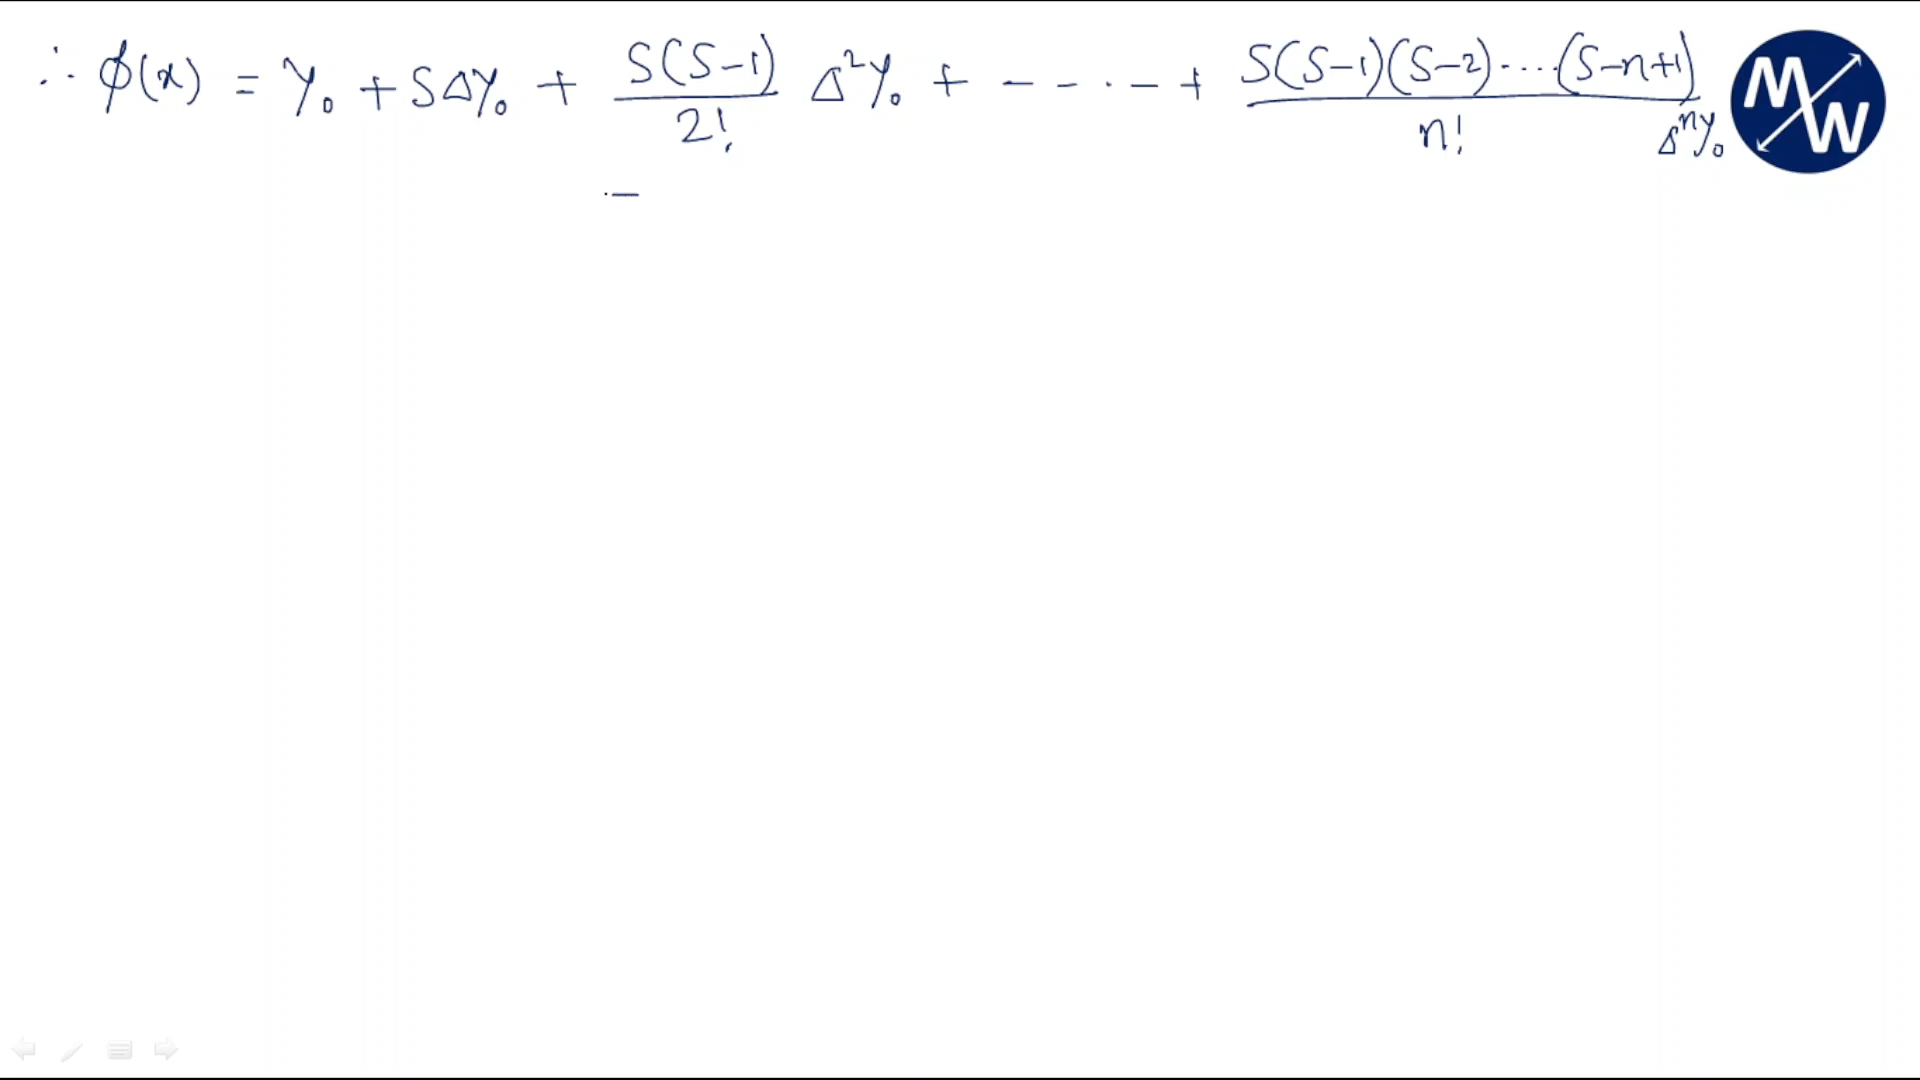 ∴ φ(x) = y₀ + SΔy₀ + S(S-1)/2! Δ²y₀ + - - . - + S(S-1)(S-2)....(S-n+1)/n! Δⁿy₀
MW